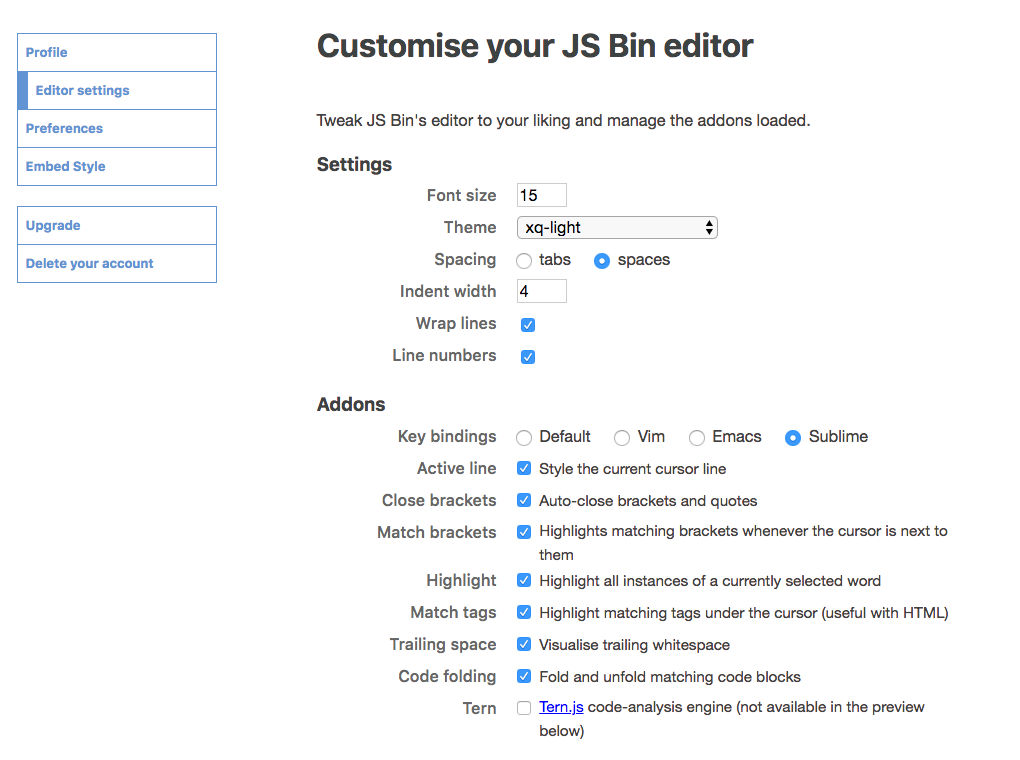 Profile
Editor settings
Preferences
Embed Style
Upgrade
Delete your account
Customise your JS Bin editor
Tweak JS Bin's editor to your liking and manage the addons loaded.
Settings
Font size 15
Theme xq-light
Spacing tabs spaces
Indent width 4
Wrap lines
Line numbers
Addons
Key bindings Default Vim Emacs Sublime
Active line Style the current cursor line
Close brackets Auto-close brackets and quotes
Match brackets Highlights matching brackets whenever the cursor is next to
them
Highlight Highlight all instances of a currently selected word
Match tags Highlight matching tags under the cursor (useful with HTML)
Trailing space Visualise trailing whitespace
Code folding Fold and unfold matching code blocks
Tern Tern.js code-analysis engine (not available in the preview
below)